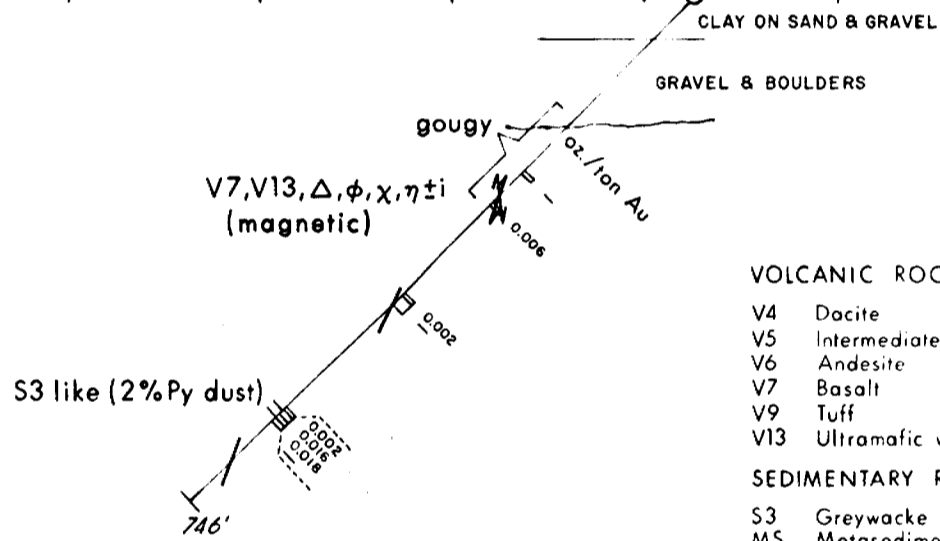 CLAY ON SAND & GRAVEL
GRAVEL & BOULDERS
gougy
oz./ton Au
V7,V13,Δ,ϕ,χ,η±i
(magnetic)
0.006
0.002
S3 like (2% Py dust)
0.002
0.016
0.018
746'
VOLCANIC ROC
V4 Dacite
V5 Intermediate
V6 Andesite
V7 Basalt
V9 Tuff
V13 Ultramafic v
SEDIMENTARY R
S3 Greywacke
MS Metasedime